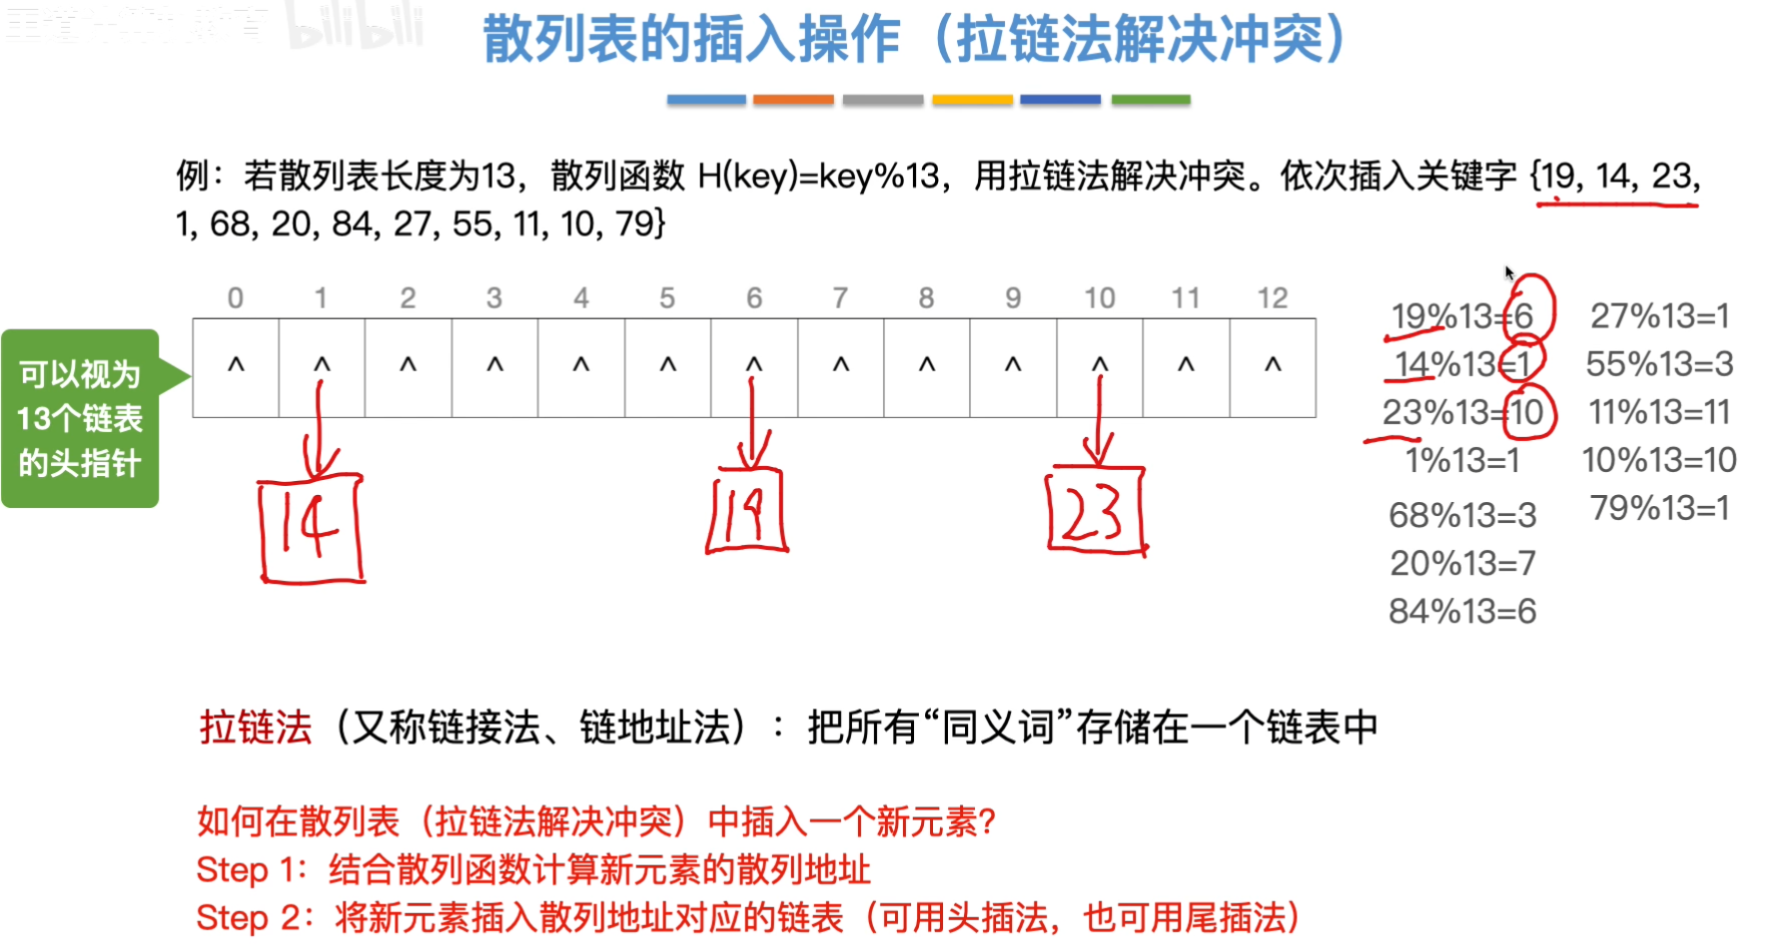 bilibili
散列表的插入操作（拉链法解决冲突）
例：若散列表长度为13，散列函数 H(key)=key%13，用拉链法解决冲突。依次插入关键字 {19, 14, 23,
1, 68, 20, 84, 27, 55, 11, 10, 79}
0 1 2 3 4 5 6 7 8 9 10 11 12
^ ^ ^ ^ ^ ^ ^ ^ ^ ^ ^ ^ ^
可以视为
13个链表
的头指针
14 19 23
19%13=6 27%13=1
14%13=1 55%13=3
23%13=10 11%13=11
1%13=1 10%13=10
68%13=3 79%13=1
20%13=7
84%13=6
拉链法（又称链接法、链地址法）：把所有“同义词”存储在一个链表中
如何在散列表（拉链法解决冲突）中插入一个新元素？
Step 1：结合散列函数计算新元素的散列地址
Step 2：将新元素插入散列地址对应的链表（可用头插法，也可用尾插法）